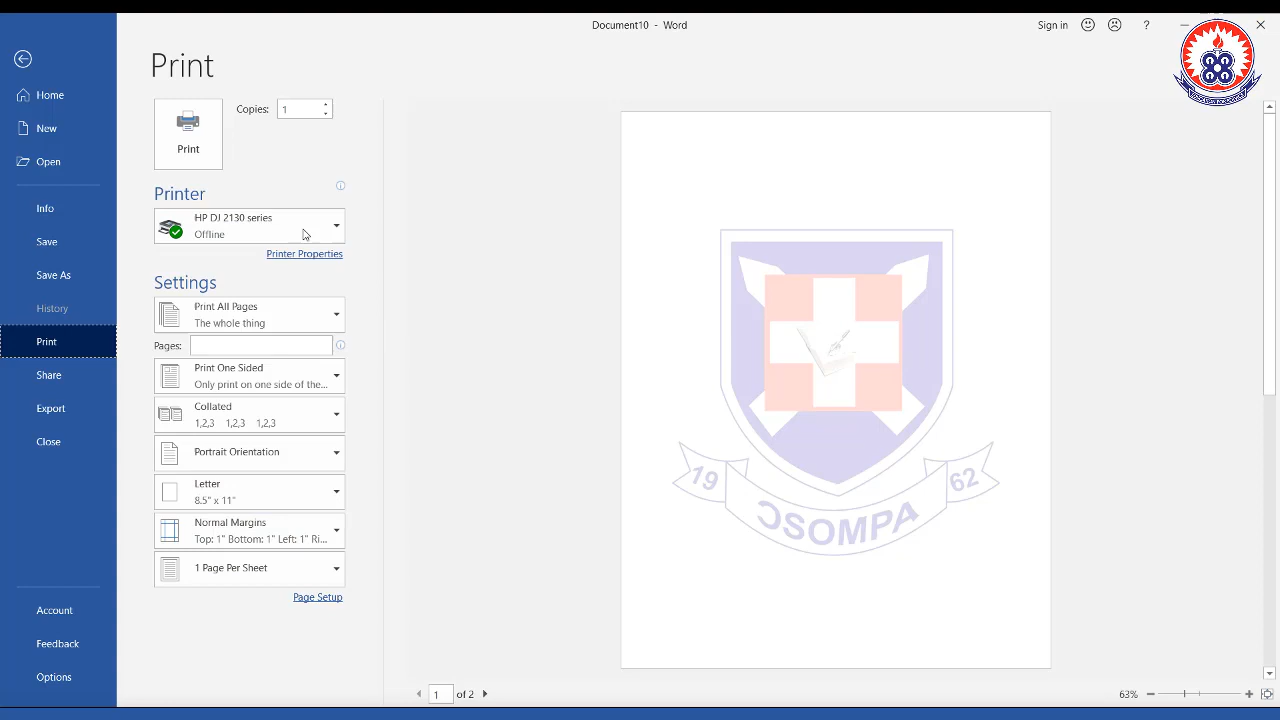 Document10 - Word
Sign in
?
Print
Home
New
Open
Info
Save
Save As
History
Print
Share
Export
Close
Account
Feedback
Options
Print
Copies: 1
Printer
HP DJ 2130 series
Offline
Printer Properties
Settings
Print All Pages
The whole thing
Pages:
Print One Sided
Only print on one side of the...
Collated
1,2,3 1,2,3 1,2,3
Portrait Orientation
Letter
8.5" x 11"
Normal Margins
Top: 1" Bottom: 1" Left: 1" Ri...
1 Page Per Sheet
Page Setup
19 62
ƆSOMPA
1 of 2
63%